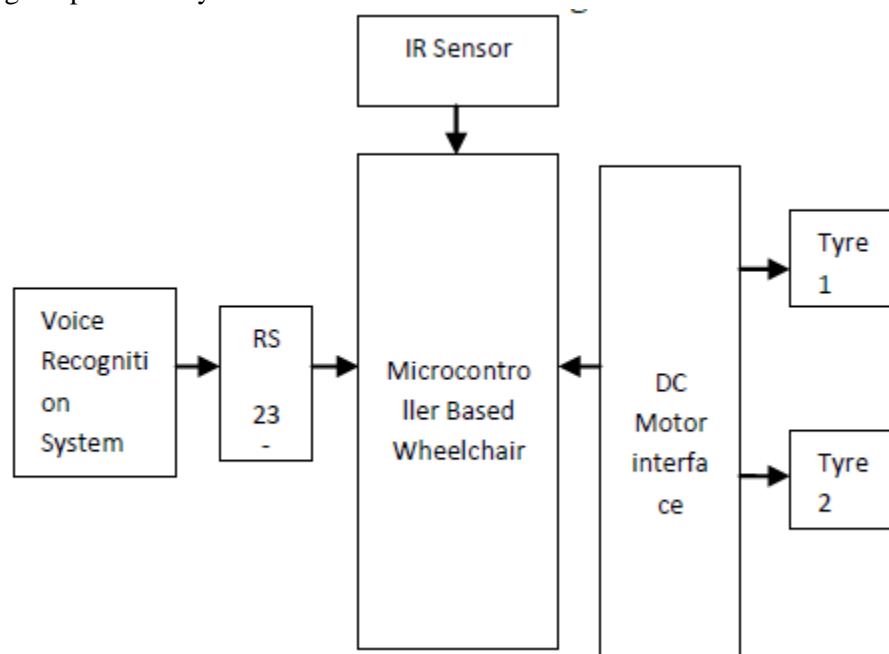 IR Sensor
Voice
Recogniti
on
System
RS
23
-
Microcontro
ller Based
Wheelchair
DC
Motor
interfa
ce
Tyre
1
Tyre
2